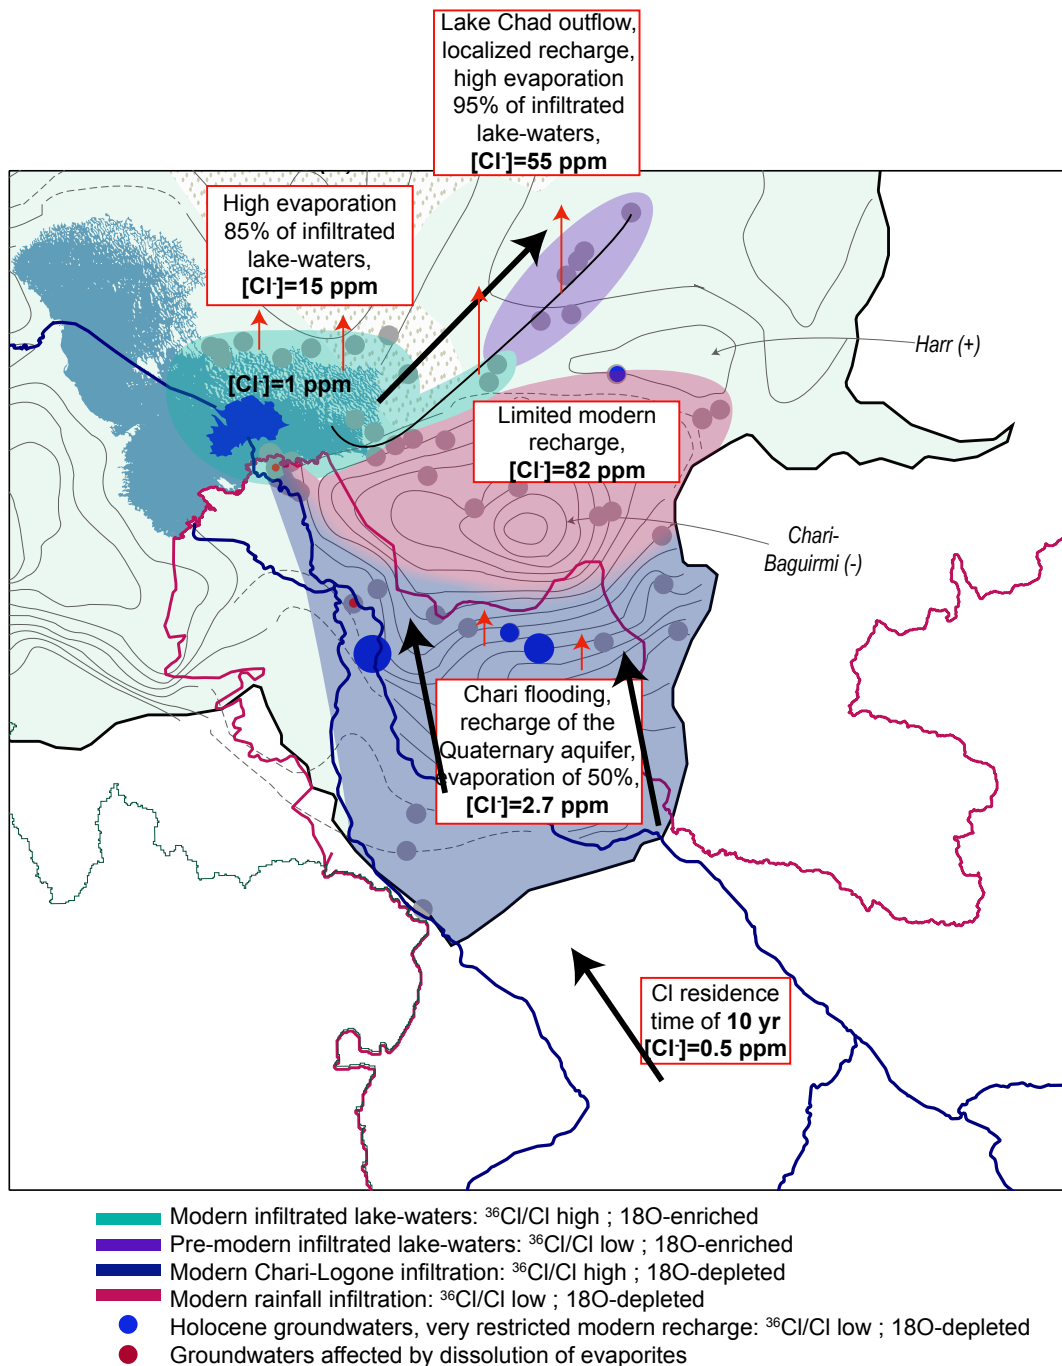 Lake Chad outflow,
localized recharge,
high evaporation
95% of infiltrated
lake-waters,
[Cl-]=55 ppm
High evaporation
85% of infiltrated
lake-waters,
[Cl-]=15 ppm
Harr (+)
[Cl-]=1 ppm
Limited modern
recharge,
[Cl-]=82 ppm
Chari-
Baguirmi (-)
Chari flooding,
recharge of the
Quaternary aquifer,
evaporation of 50%,
[Cl-]=2.7 ppm
Cl residence
time of 10 yr
[Cl-]=0.5 ppm
Modern infiltrated lake-waters: ³⁶Cl/Cl high ; 18O-enriched
Pre-modern infiltrated lake-waters: ³⁶Cl/Cl low ; 18O-enriched
Modern Chari-Logone infiltration: ³⁶Cl/Cl high ; 18O-depleted
Modern rainfall infiltration: ³⁶Cl/Cl low ; 18O-depleted
Holocene groundwaters, very restricted modern recharge: ³⁶Cl/Cl low ; 18O-depleted
Groundwaters affected by dissolution of evaporites